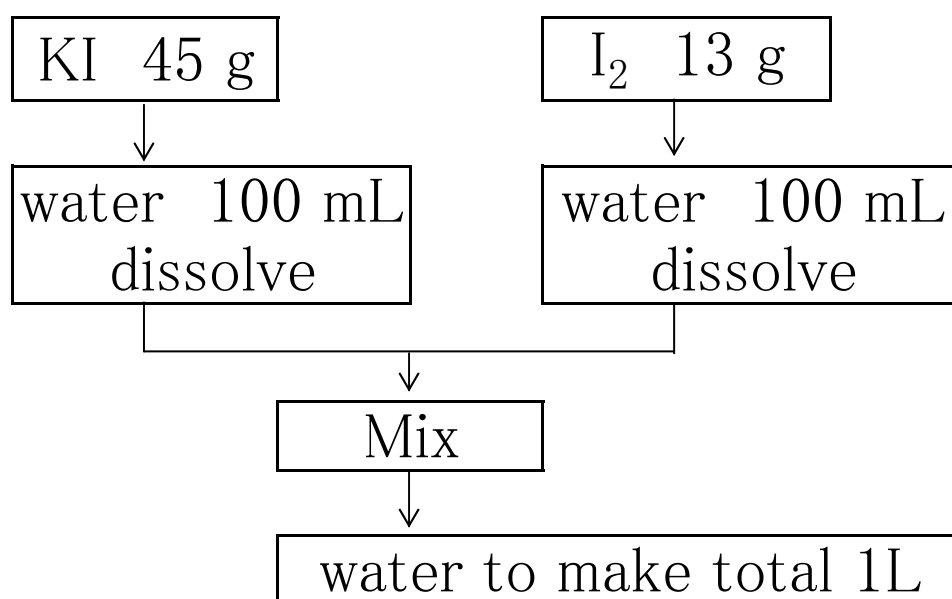 KI 45 g
I₂ 13 g
water 100 mL
dissolve
water 100 mL
dissolve
Mix
water to make total 1L